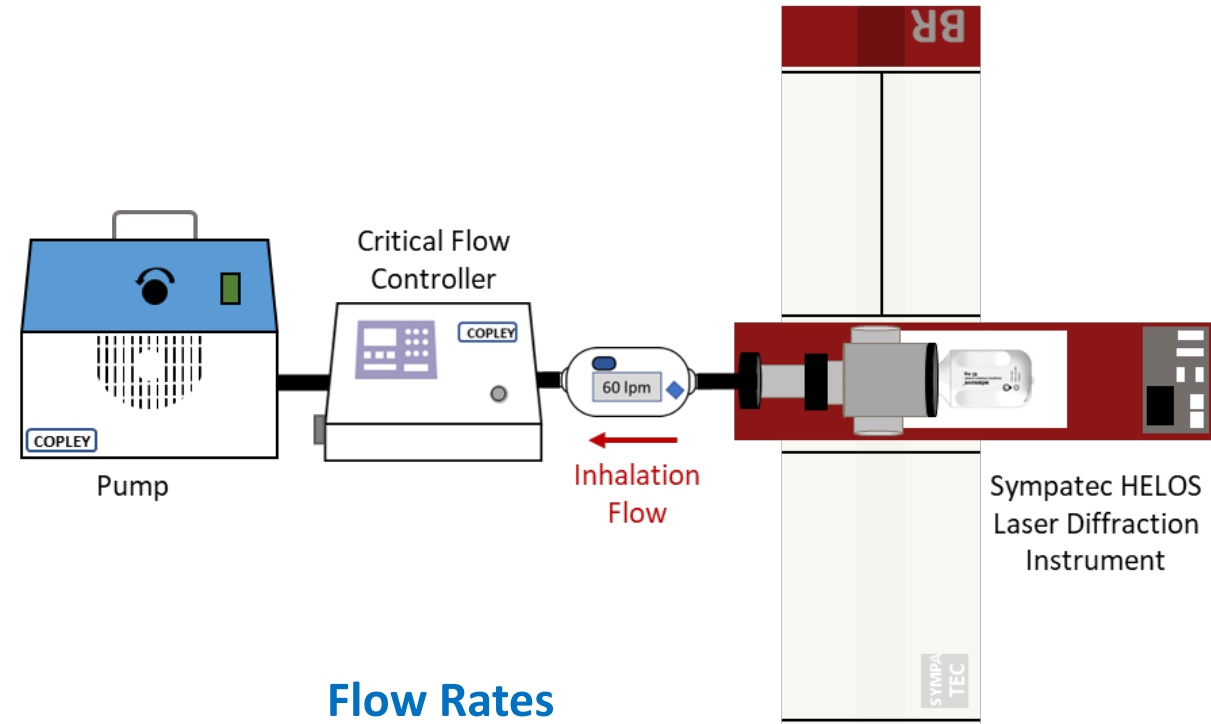 BR
Critical Flow
Controller
COPLEY
60 lpm
COPLEY
Pump
Inhalation
Flow
Sympatec HELOS
Laser Diffraction
Instrument
SYMPA
TEC
Flow Rates